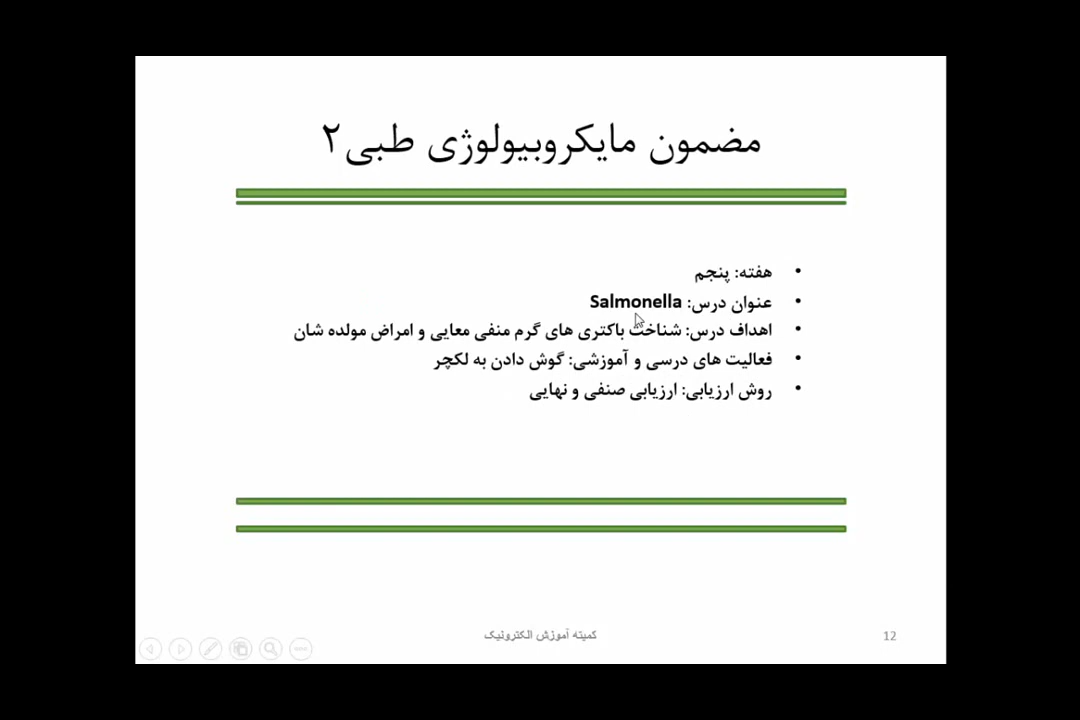 مضمون مایکروبیولوژی طبی۲
• هفته: پنجم
• عنوان درس: Salmonella
• اهداف درس: شناخت باکتری های گرم منفی معایی و امراض مولده شان
• فعالیت های درسی و آموزشی: گوش دادن به لکچر
• روش ارزیابی: ارزیابی صنفی و نهایی
کمیته آموزش الکترونیک
12